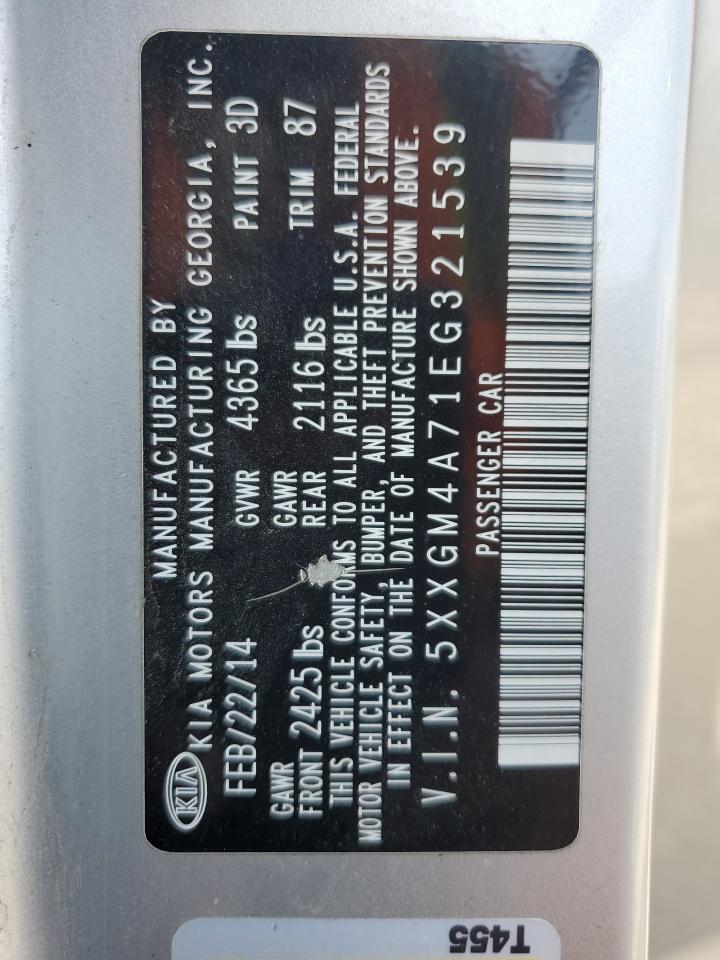 MANUFACTURED BY
KIA KIA MOTORS MANUFACTURING GEORGIA, INC.
FEB/22/14 GVWR 4365 lbs PAINT 3D
GAWR GAWR
FRONT 2425 lbs REAR 2116 lbs TRIM 87
THIS VEHICLE CONFORMS TO ALL APPLICABLE U.S.A. FEDERAL
MOTOR VEHICLE SAFETY, BUMPER, AND THEFT PREVENTION STANDARDS
IN EFFECT ON THE DATE OF MANUFACTURE SHOWN ABOVE.
V.I.N. 5XXGM4A71EG321539
PASSENGER CAR
T455